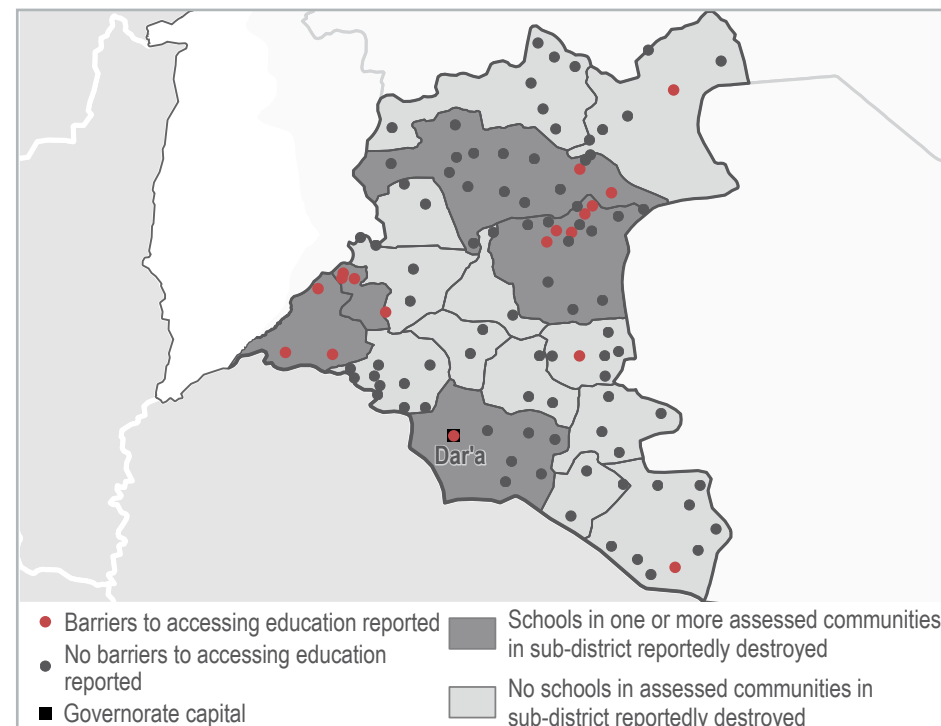 Dar'a
Barriers to accessing education reported
No barriers to accessing education
reported
Governorate capital
Schools in one or more assessed communities
in sub-district reportedly destroyed
No schools in assessed communities in
sub-district reportedly destroyed